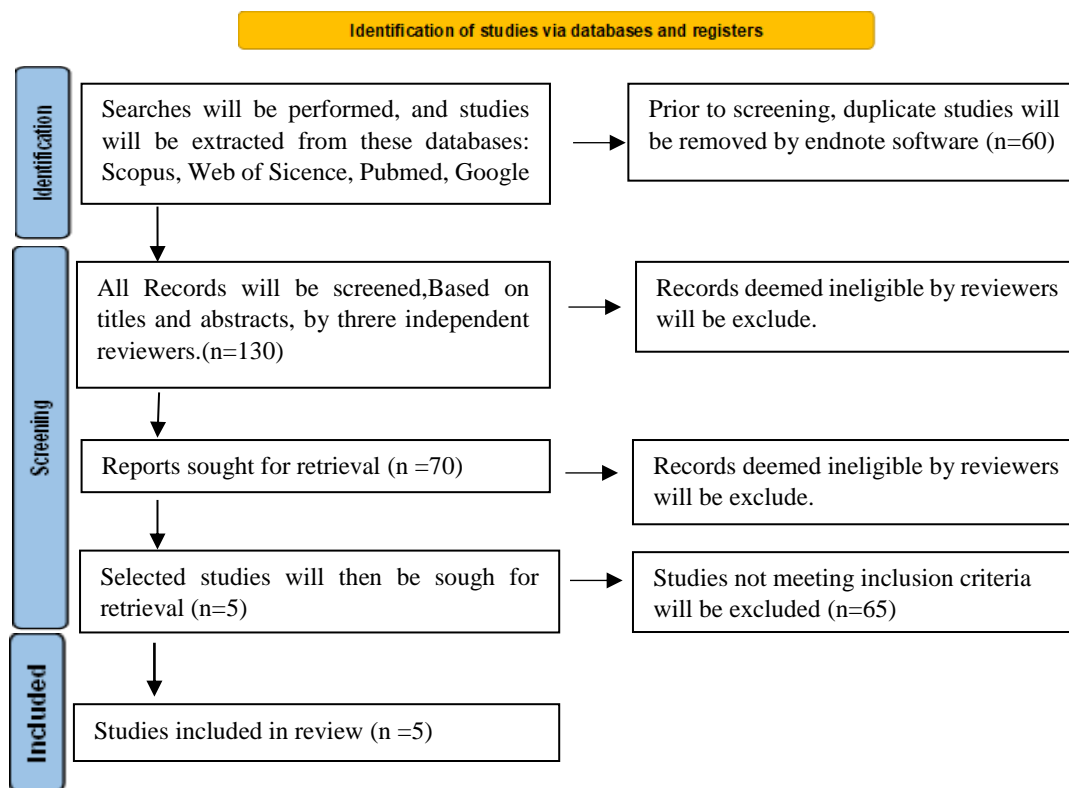 Identification of studies via databases and registers
Identification
Searches will be performed, and studies
will be extracted from these databases:
Scopus, Web of Sicence, Pubmed, Google
Prior to screening, duplicate studies will
be removed by endnote software (n=60)
Screening
All Records will be screened,Based on
titles and abstracts, by threre independent
reviewers.(n=130)
Records deemed ineligible by reviewers
will be exclude.
Reports sought for retrieval (n =70)
Records deemed ineligible by reviewers
will be exclude.
Selected studies will then be sough for
retrieval (n=5)
Studies not meeting inclusion criteria
will be excluded (n=65)
Included
Studies included in review (n =5)